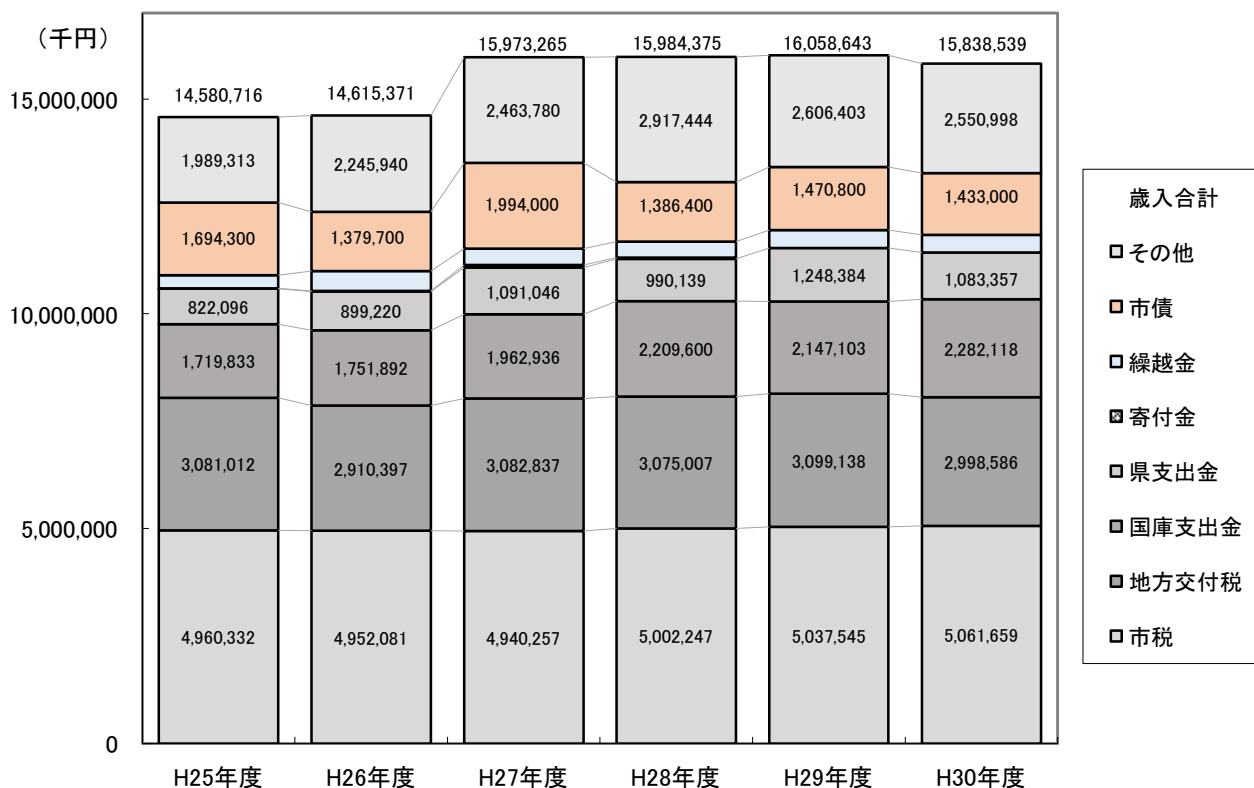 （千円）
15,973,265 15,984,375 16,058,643 15,838,539
14,580,716 14,615,371
15,000,000
2,463,780 2,917,444 2,606,403 2,550,998
1,989,313 2,245,940
1,694,300 1,379,700 1,994,000 1,386,400 1,470,800 1,433,000
822,096 899,220 1,091,046 990,139 1,248,384 1,083,357
10,000,000
1,719,833 1,751,892 1,962,936 2,209,600 2,147,103 2,282,118
3,081,012 2,910,397 3,082,837 3,075,007 3,099,138 2,998,586
5,000,000
4,960,332 4,952,081 4,940,257 5,002,247 5,037,545 5,061,659
0
H25年度 H26年度 H27年度 H28年度 H29年度 H30年度
歳入合計
その他
市債
繰越金
寄付金
県支出金
国庫支出金
地方交付税
市税